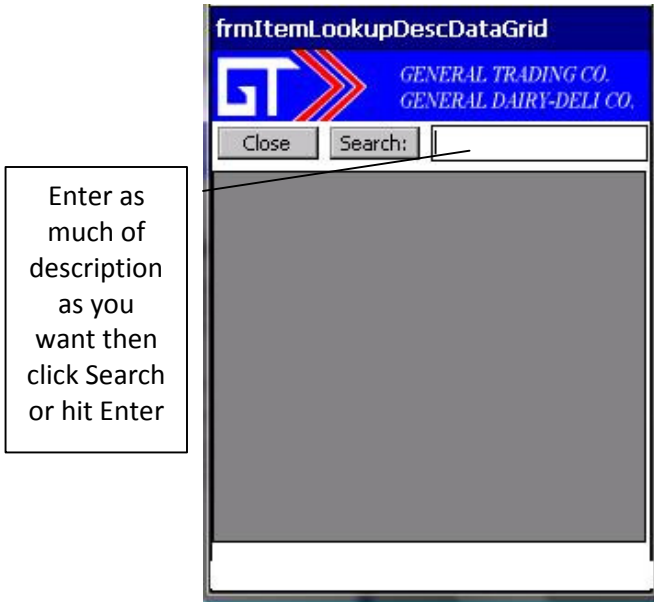 frmItemLookupDescDataGrid
GT
GENERAL TRADING CO.
GENERAL DAIRY-DELI CO.
Close Search:
Enter as
much of
description
as you
want then
click Search
or hit Enter